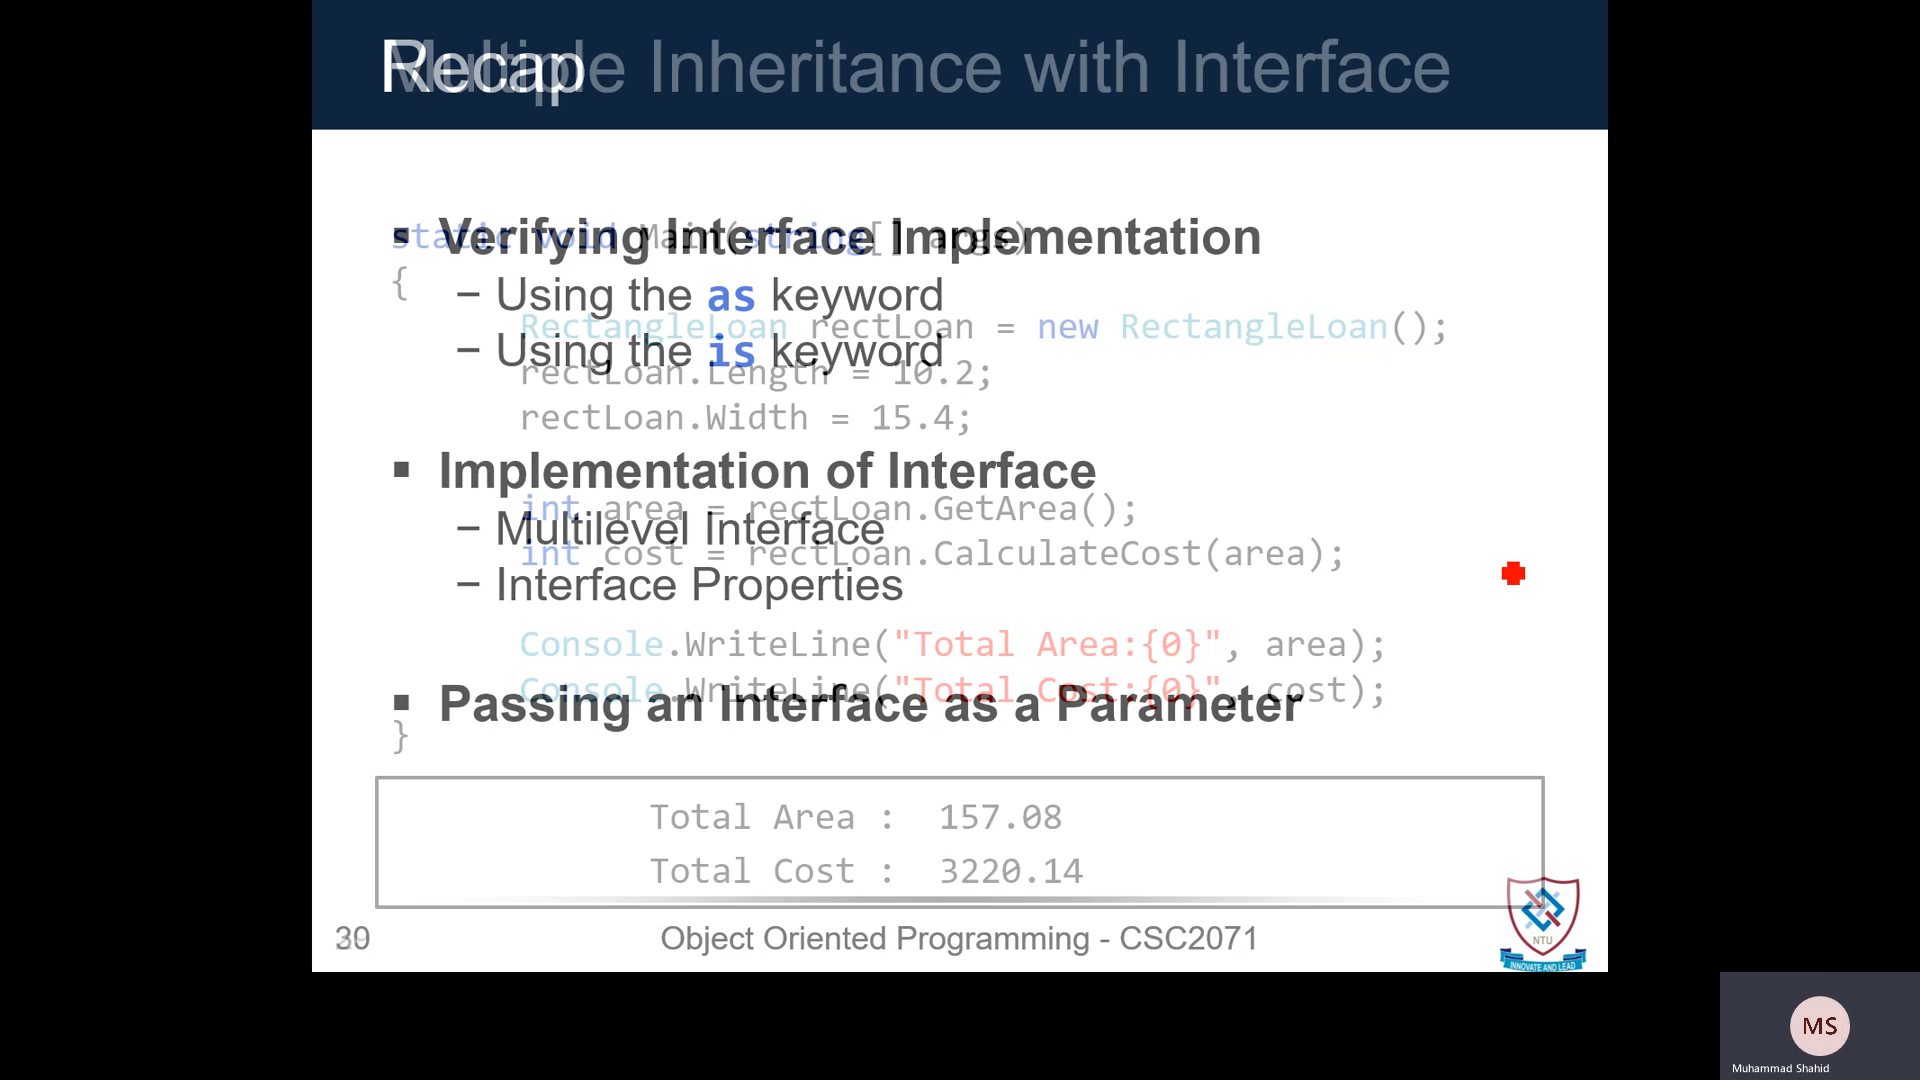 Recap
Multiple Inheritance with Interface
▪ Verifying Interface Implementation
– Using the as keyword
– Using the is keyword
▪ Implementation of Interface
– Multilevel Interface
– Interface Properties
▪ Passing an Interface as a Parameter
static void Main(string[] args)
{
RectangleLoan rectLoan = new RectangleLoan();
rectLoan.Length = 10.2;
rectLoan.Width = 15.4;
int area = rectLoan.GetArea();
int cost = rectLoan.CalculateCost(area);
Console.WriteLine("Total Area:{0}", area);
Console.WriteLine("Total Cost:{0}", cost);
}
Total Area : 157.08
Total Cost : 3220.14
Object Oriented Programming - CSC2071
NTU
INNOVATE AND LEAD
MS
Muhammad Shahid